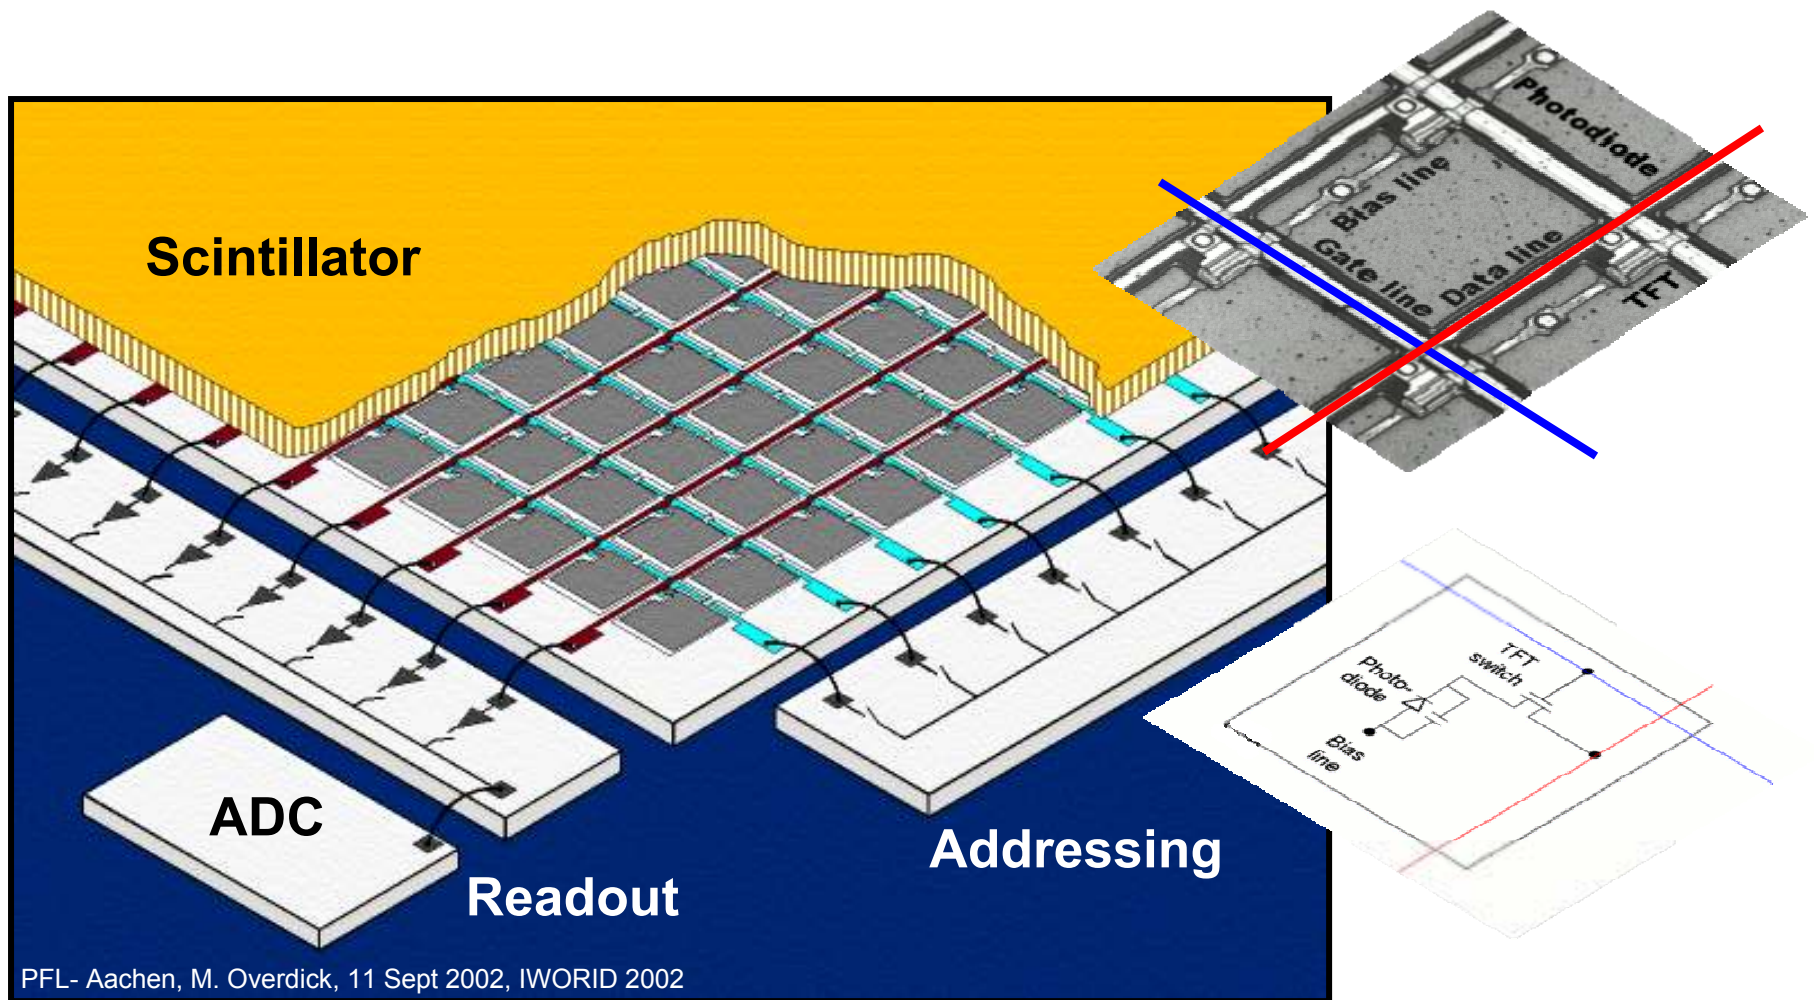 Scintillator
Photodiode
Bias line
Gate line
Data line
TFT
TFT
switch
Photo-
diode
Bias
line
ADC
Addressing
Readout
PFL- Aachen, M. Overdick, 11 Sept 2002, IWORID 2002